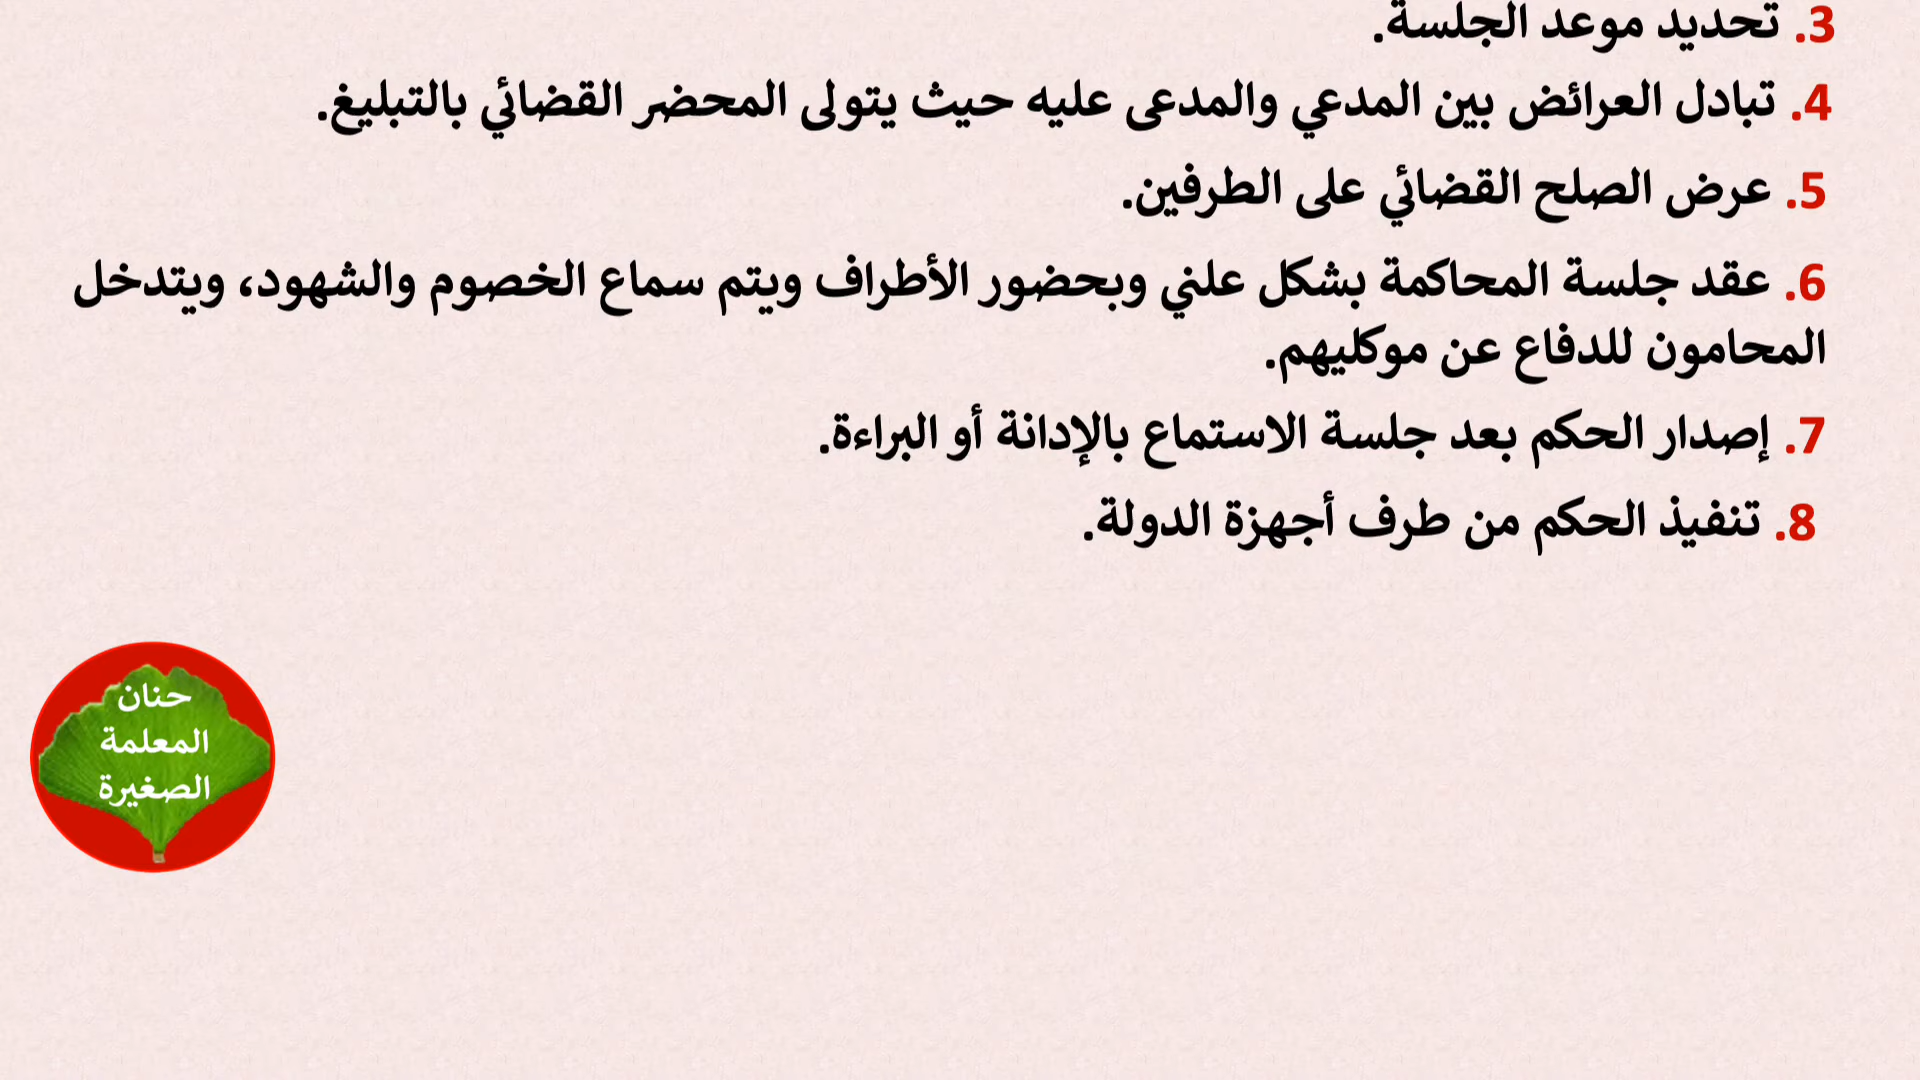 3. تحديد موعد الجلسة.
4. تبادل العرائض بين المدعي والمدعى عليه حيث يتولى المحضر القضائي بالتبليغ.
5. عرض الصلح القضائي على الطرفين.
6. عقد جلسة المحاكمة بشكل علني وبحضور الأطراف ويتم سماع الخصوم والشهود، ويتدخل
المحامون للدفاع عن موكليهم.
7. إصدار الحكم بعد جلسة الاستماع بالإدانة أو البراءة.
8. تنفيذ الحكم من طرف أجهزة الدولة.
حنان
المعلمة
الصغيرة